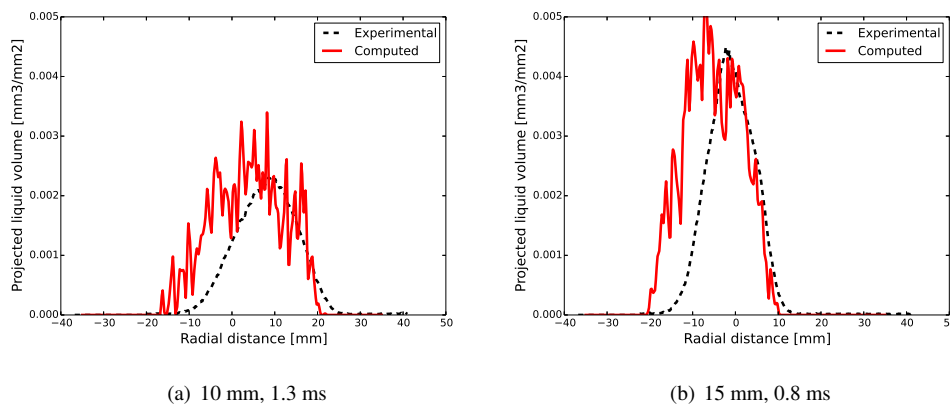 0.005
0.004
0.003
0.002
0.001
0.000
−40 −30 −20 −10 0 10 20 30 40 50
Radial distance [mm]
Projected liquid volume [mm3/mm2]
Experimental
Computed
(a) 10 mm, 1.3 ms
0.005
0.004
0.003
0.002
0.001
0.000
−40 −30 −20 −10 0 10 20 30 40 5
Radial distance [mm]
Projected liquid volume [mm3/mm2]
Experimental
Computed
(b) 15 mm, 0.8 ms